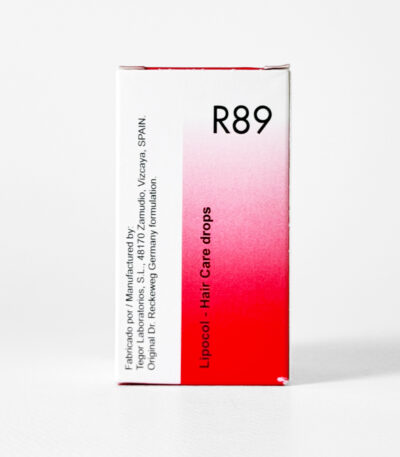 R89
Lipocol - Hair Care drops
Fabricado por / Manufactured by:
Tegor Laboratorios, S.L., 48170 Zamudio, Vizcaya, SPAIN.
Original Dr. Reckeweg Germany formulation.